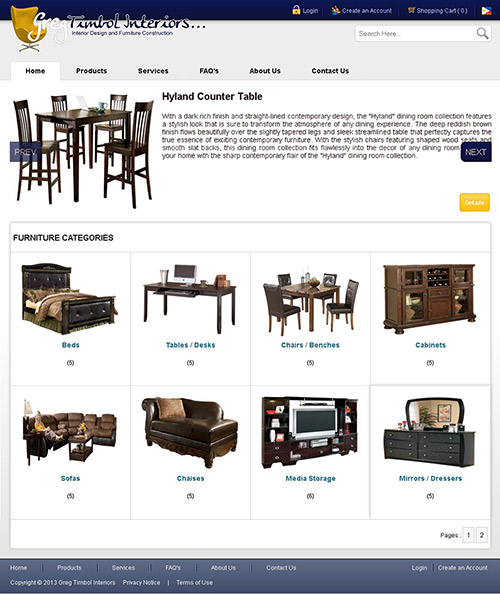 Login Create an Account Shopping Cart ( 0 )
Greg Timbol Interiors...
Interior Design and Furniture Construction
Search Here...
Home Products Services FAQ's About Us Contact Us
Hyland Counter Table
With a dark rich finish and straight-lined contemporary design, the "Hyland" dining room collection features
a stylish look that is sure to transform the atmosphere of any dining experience. The deep reddish brown
finish flows beautifully over the slightly tapered legs and sleek streamlined table that perfectly captures the
true essence of exciting contemporary furniture. With the stylish chairs featuring shaped wood seats and
smooth slat backs, this dining room collection fits flawlessly into the decor of any dining room
your home with the sharp contemporary flair of the "Hyland" dining room collection.
PREV
NEXT
Details
FURNITURE CATEGORIES
Beds Tables / Desks Chairs / Benches Cabinets
(5) (5) (5) (5)
Sofas Chaises Media Storage Mirrors / Dressers
(5) (5) (6) (5)
Pages : 1 2
Home Products Services FAQ's About Us Contact Us Login Create an Account
Copyright © 2013 Greg Timbol Interiors Privacy Notice | Terms of Use